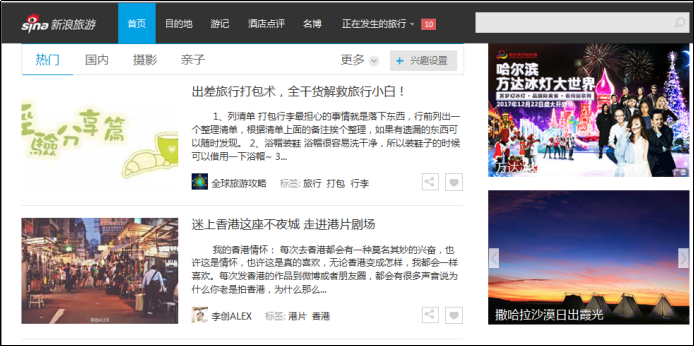 sina 新浪旅游
首页 目的地 游记 酒店点评 名博 正在发生的旅行 10
热门 国内 摄影 亲子 更多 + 兴趣设置
经验分享篇
出差旅行打包术，全干货解救旅行小白！
1、列清单 打包行李最担心的事情就是落下东西，行前列出一
个整理清单，根据清单上面的备注挨个整理，如果有遗漏的东西可
以随时发现。 2、浴帽装鞋 浴帽很容易洗干净，所以装鞋子的时候
可以借用一下浴帽~ 3...
全球旅游攻略 标签: 旅行 打包 行李
迷上香港这座不夜城 走进港片剧场
我的香港情怀： 每次去香港都会有一种莫名其妙的兴奋，也
许这是情怀，也许这是真的喜欢，无论香港变成怎样，我都会一样
喜欢。每次发香港的作品到微博或者朋友圈，都会有很多声音说为
什么你老是拍香港，为什么那么...
李创ALEX
李创ALEX 标签: 港片 香港
哈尔滨
万达冰灯大世界
2017年12月22日盛大开放
万达
广告
撒哈拉沙漠日出霞光